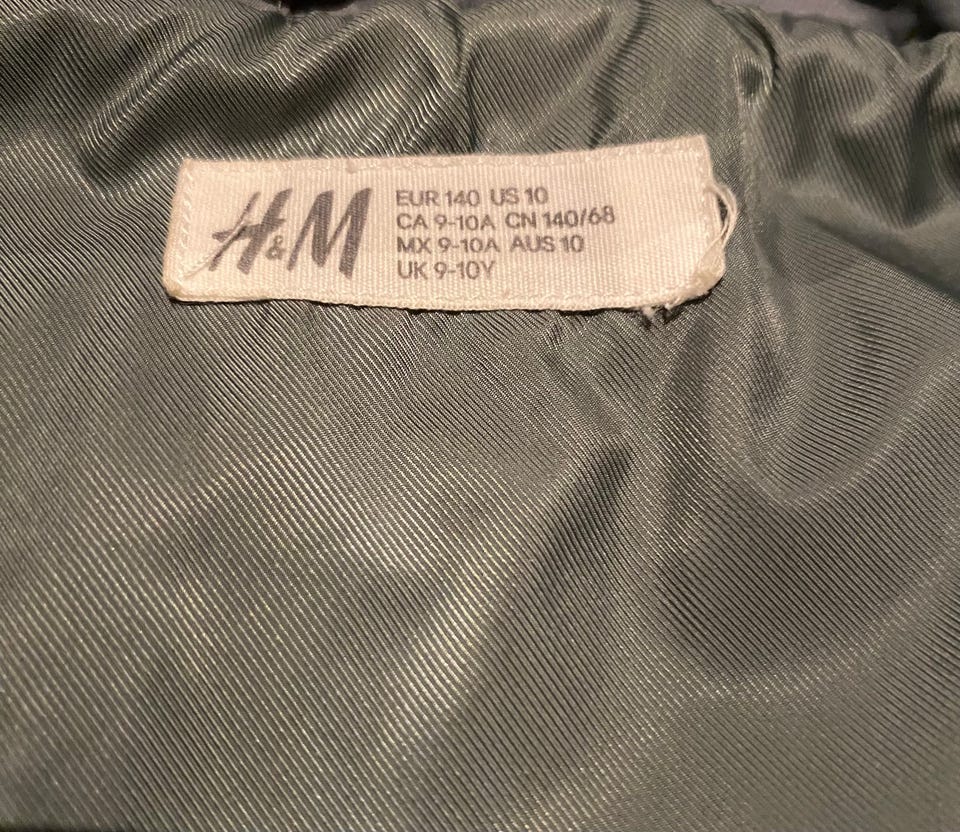 H&M
EUR 140 US 10
CA 9-10A CN 140/68
MX 9-10A AUS 10
UK 9-10Y